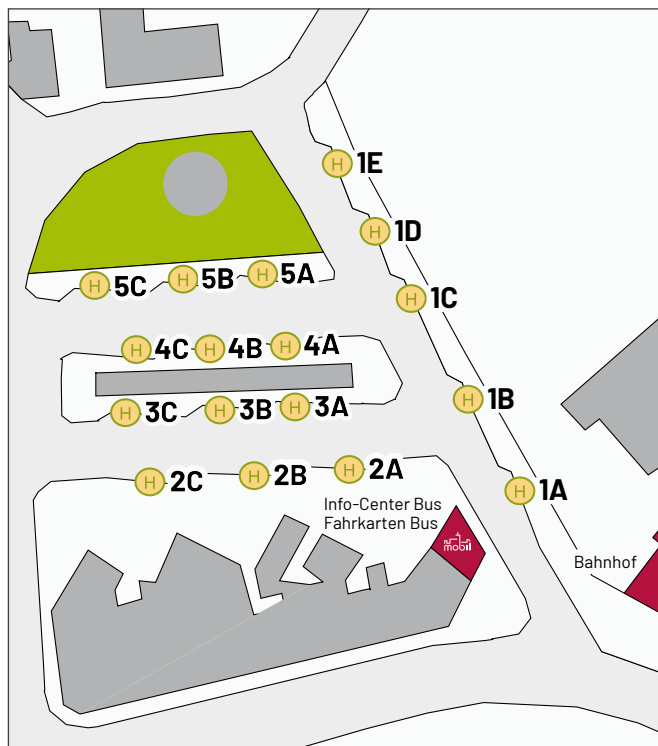 H 1E
H 1D
H 5C
H 5B
H 5A
H 1C
H 4C
H 4B
H 4A
H 3C
H 3B
H 3A
H 1B
H 2C
H 2B
H 2A
H 1A
Info-Center Bus
Fahrkarten Bus
mobil
Bahnhof